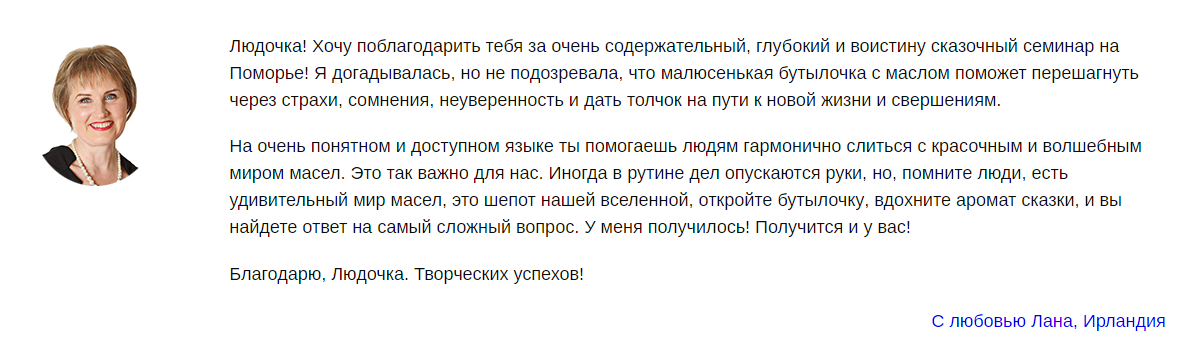 Людочка! Хочу поблагодарить тебя за очень содержательный, глубокий и воистину сказочный семинар на
Поморье! Я догадывалась, но не подозревала, что малюсенькая бутылочка с маслом поможет перешагнуть
через страхи, сомнения, неуверенность и дать толчок на пути к новой жизни и свершениям.
На очень понятном и доступном языке ты помогаешь людям гармонично слиться с красочным и волшебным
миром масел. Это так важно для нас. Иногда в рутине дел опускаются руки, но, помните люди, есть
удивительный мир масел, это шепот нашей вселенной, откройте бутылочку, вдохните аромат сказки, и вы
найдете ответ на самый сложный вопрос. У меня получилось! Получится и у вас!
Благодарю, Людочка. Творческих успехов!
С любовью Лана, Ирландия